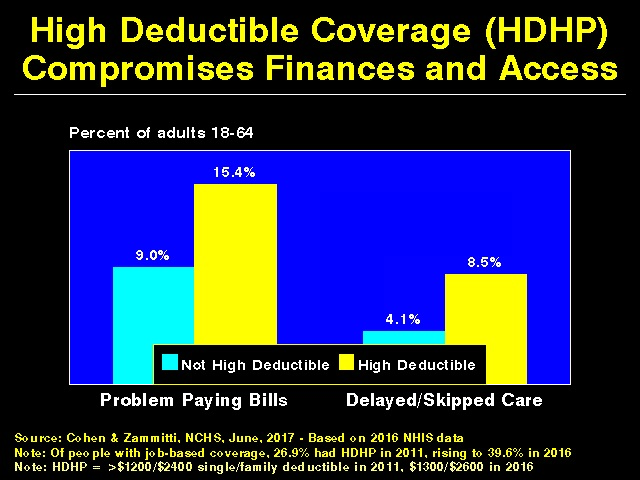 High Deductible Coverage (HDHP)
Compromises Finances and Access
Percent of adults 18-64
15.4%
9.0%
8.5%
4.1%
Not High Deductible
High Deductible
Problem Paying Bills
Delayed/Skipped Care
Source: Cohen & Zammitti, NCHS, June, 2017 - Based on 2016 NHIS data
Note: Of people with job-based coverage, 26.9% had HDHP in 2011, rising to 39.6% in 2016
Note: HDHP = >$1200/$2400 single/family deductible in 2011, $1300/$2600 in 2016